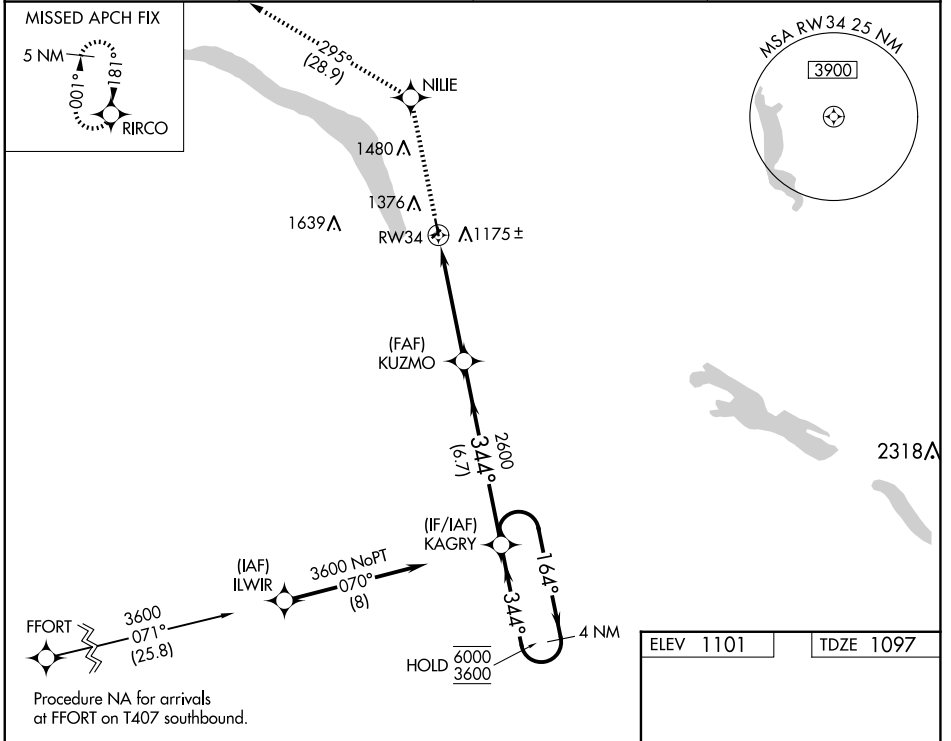 MISSED APCH FIX
5 NM
001°
181°
RIRCO
295°
(28.9)
NILIE
MSA RW34 25 NM
3900
1480
1376
1639
RW34
1175±
(FAF)
KUZMO
2600
344°
(6.7)
2318
(IF/IAF)
KAGRY
(IAF)
ILWIR
3600 NoPT
070°
(8)
164°
344°
4 NM
HOLD 6000
3600
FFORT
3600
071°
(25.8)
Procedure NA for arrivals
at FFORT on T407 southbound.
ELEV 1101
TDZE 1097